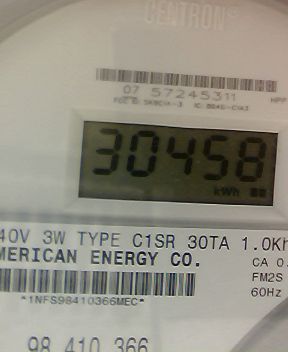 CENTRON®
07 57245311
30458
kWh
40V 3W TYPE C1SR 30TA 1.0Kh
MERICAN ENERGY CO.
CA 0.
FM2S
60Hz
*1NFS98410366MEC*
98 410 366